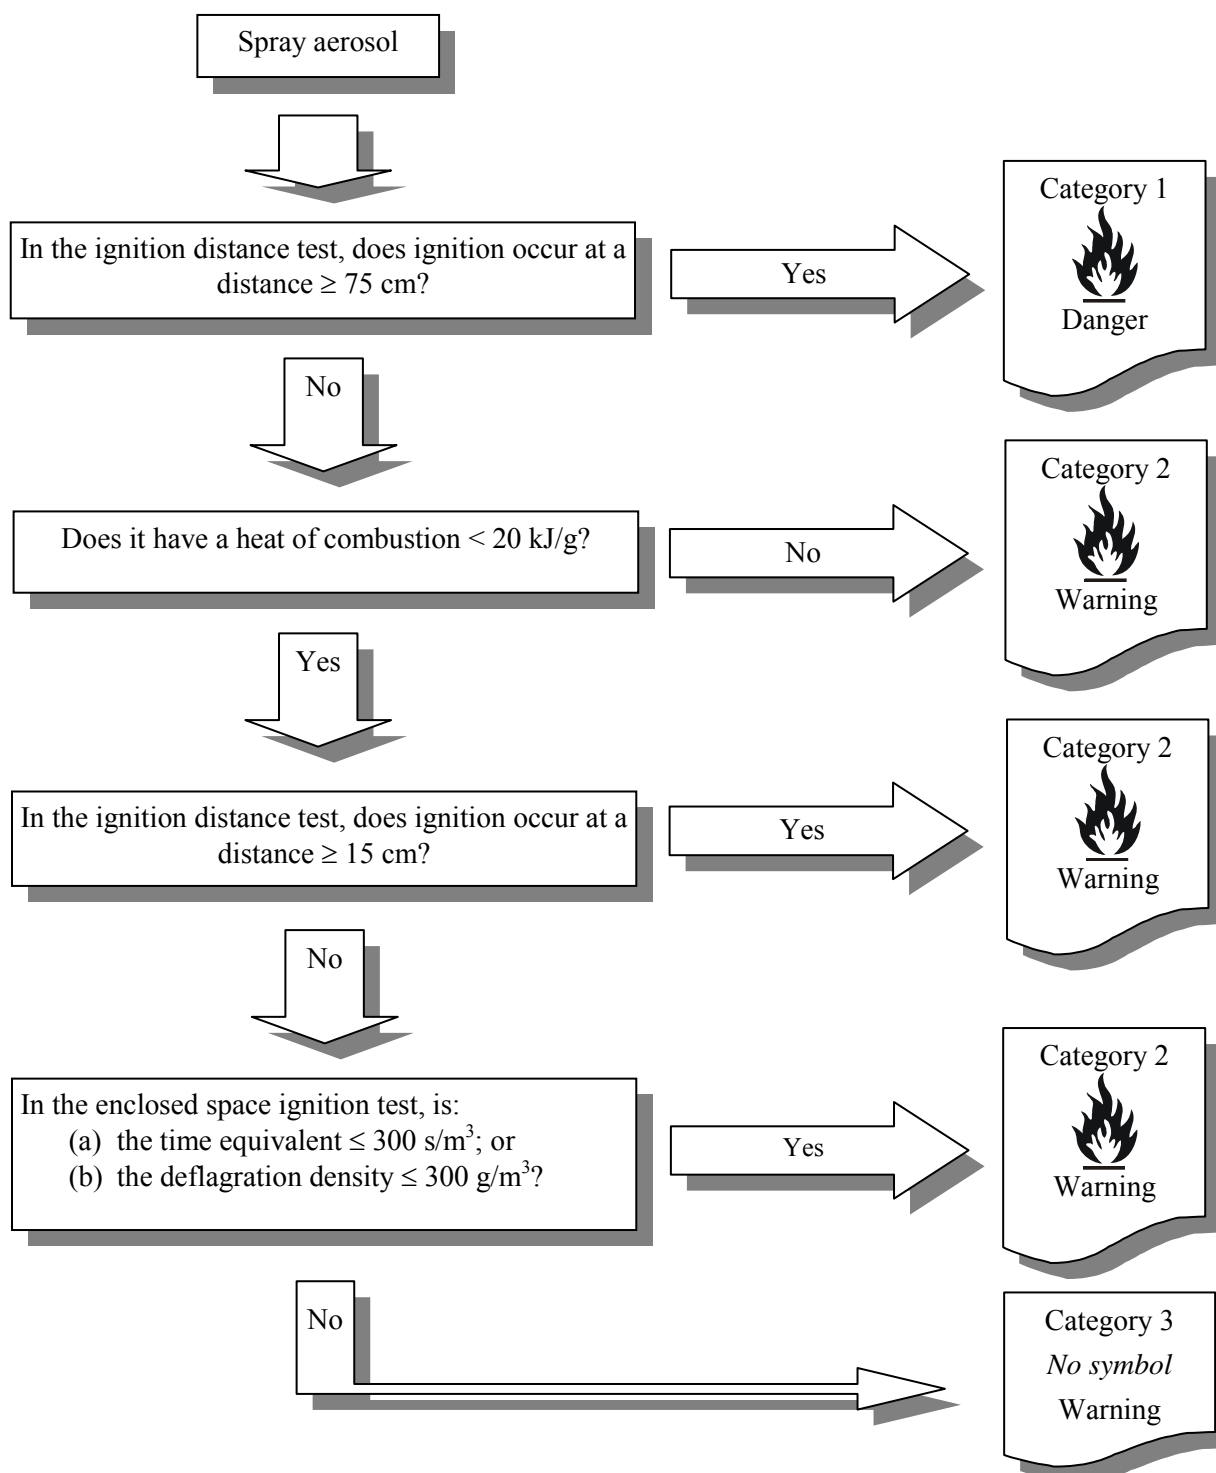 Spray aerosol
In the ignition distance test, does ignition occur at a
distance ≥ 75 cm?
Yes
Category 1
Danger
No
Does it have a heat of combustion < 20 kJ/g?
No
Category 2
Warning
Yes
In the ignition distance test, does ignition occur at a
distance ≥ 15 cm?
Yes
Category 2
Warning
No
In the enclosed space ignition test, is:
(a) the time equivalent ≤ 300 s/m³; or
(b) the deflagration density ≤ 300 g/m³?
Yes
Category 2
Warning
No
Category 3
No symbol
Warning